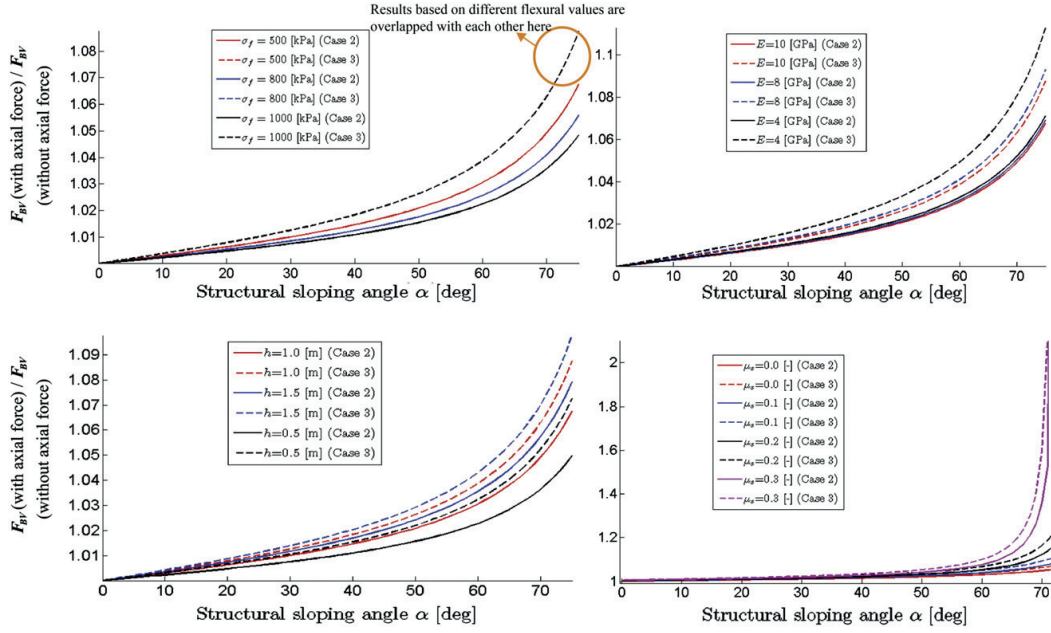 Results based on different flexural values are
overlapped with each other here
F_BV (with axial force) / F_BV
(without axial force)
1.08
1.07
1.06
1.05
1.04
1.03
1.02
1.01
σ_f = 500 [kPa] (Case 2)
σ_f = 500 [kPa] (Case 3)
σ_f = 800 [kPa] (Case 2)
σ_f = 800 [kPa] (Case 3)
σ_f = 1000 [kPa] (Case 2)
σ_f = 1000 [kPa] (Case 3)
0 10 20 30 40 50 60 70
Structural sloping angle α [deg]
1.1
1.08
1.06
1.04
1.02
E=10 [GPa] (Case 2)
E=10 [GPa] (Case 3)
E=8 [GPa] (Case 2)
E=8 [GPa] (Case 3)
E=4 [GPa] (Case 2)
E=4 [GPa] (Case 3)
0 10 20 30 40 50 60 70
Structural sloping angle α [deg]
F_BV (with axial force) / F_BV
(without axial force)
1.09
1.08
1.07
1.06
1.05
1.04
1.03
1.02
1.01
h=1.0 [m] (Case 2)
h=1.0 [m] (Case 3)
h=1.5 [m] (Case 2)
h=1.5 [m] (Case 3)
h=0.5 [m] (Case 2)
h=0.5 [m] (Case 3)
0 10 20 30 40 50 60 70
Structural sloping angle α [deg]
2
1.8
1.6
1.4
1.2
1
μ_s=0.0 [-] (Case 2)
μ_s=0.0 [-] (Case 3)
μ_s=0.1 [-] (Case 2)
μ_s=0.1 [-] (Case 3)
μ_s=0.2 [-] (Case 2)
μ_s=0.2 [-] (Case 3)
μ_s=0.3 [-] (Case 2)
μ_s=0.3 [-] (Case 3)
0 10 20 30 40 50 60 70
Structural sloping angle α [deg]